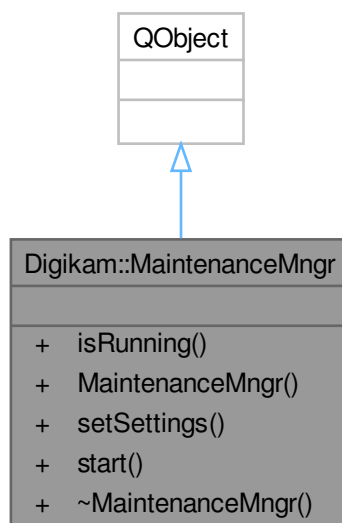 QObject
Digikam::MaintenanceMngr
+ isRunning()
+ MaintenanceMngr()
+ setSettings()
+ start()
+ ~MaintenanceMngr()